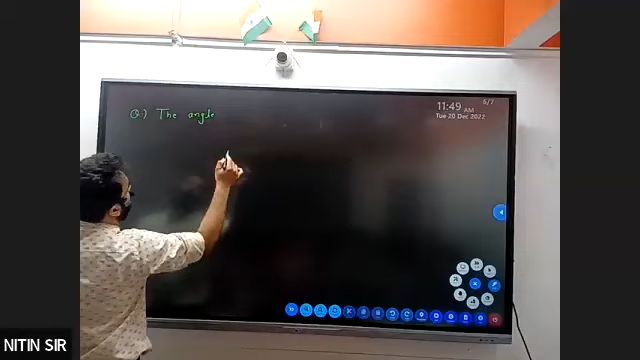 Q.) The angle
6/7
11:49 AM
Tue 20 Dec 2022
NITIN SIR